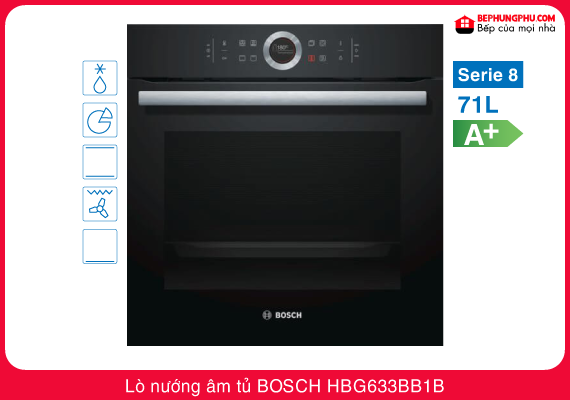 BEPHUNGPHU.COM
Bếp của mọi nhà
Serie 8
71L
A+
BOSCH
Lò nướng âm tủ BOSCH HBG633BB1B